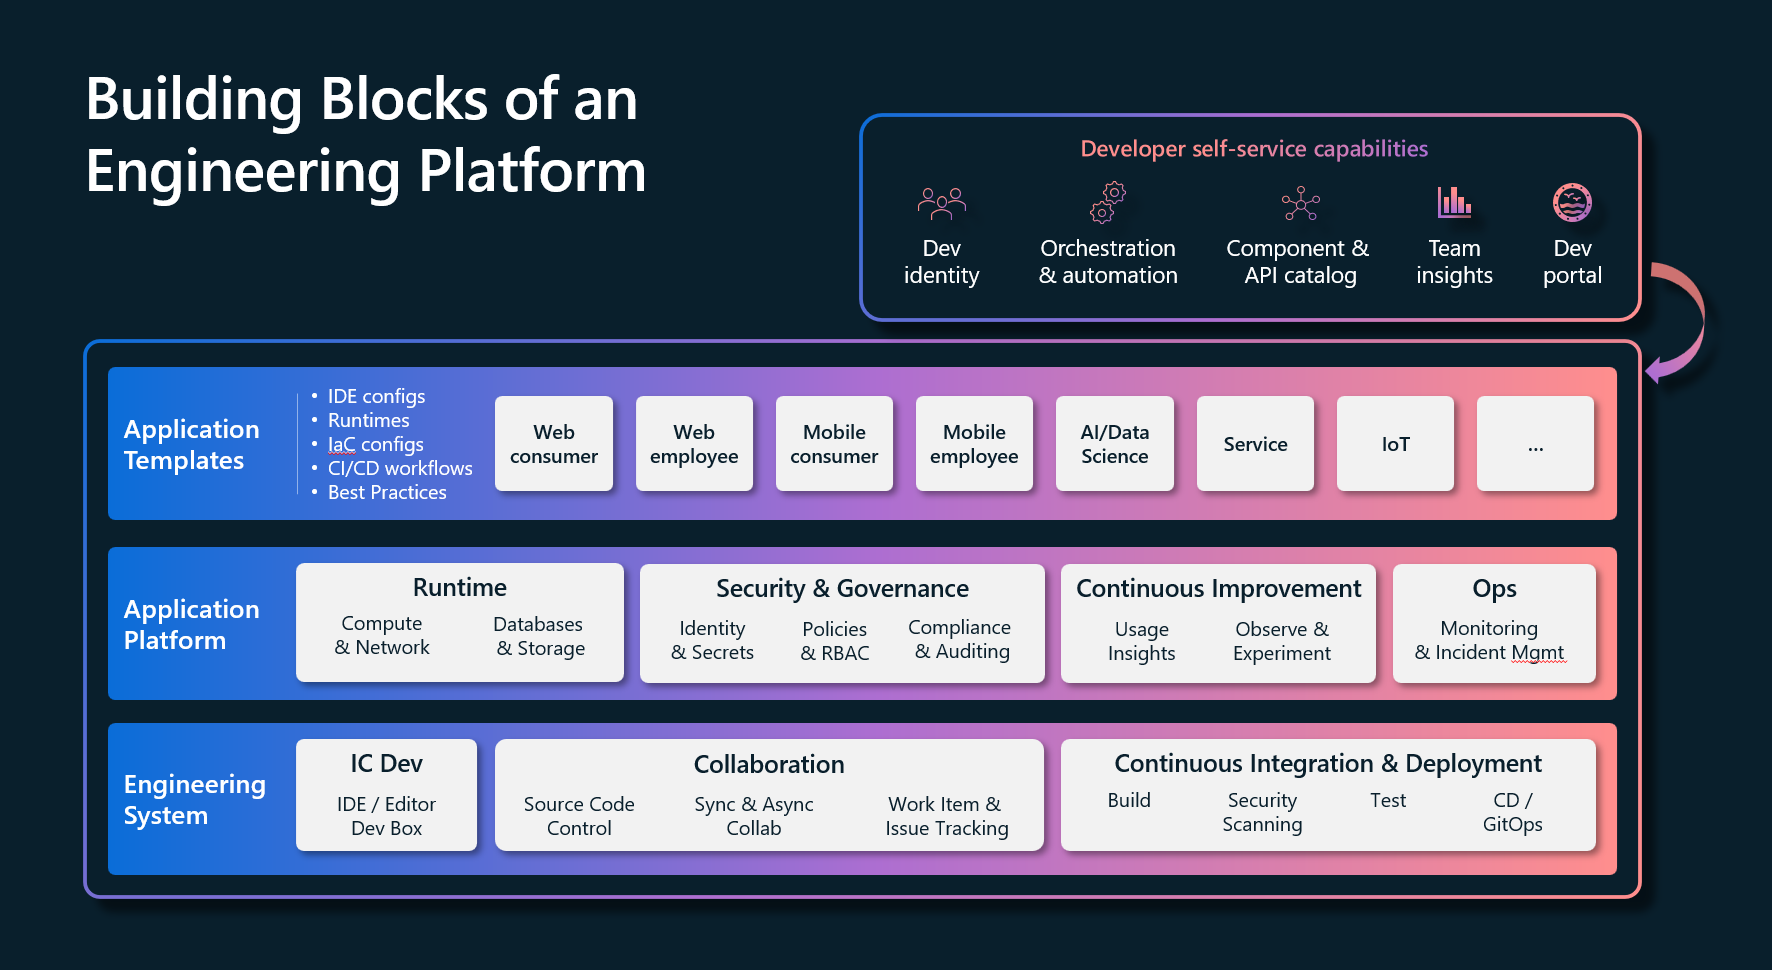 Building Blocks of an
Engineering Platform
Developer self-service capabilities
Dev
identity
Orchestration
& automation
Component &
API catalog
Team
insights
Dev
portal
Application
Templates
• IDE configs
• Runtimes
• IaC configs
• CI/CD workflows
• Best Practices
Web
consumer
Web
employee
Mobile
consumer
Mobile
employee
AI/Data
Science
Service
IoT
...
Application
Platform
Runtime
Compute
& Network
Databases
& Storage
Security & Governance
Identity
& Secrets
Policies
& RBAC
Compliance
& Auditing
Continuous Improvement
Usage
Insights
Observe &
Experiment
Ops
Monitoring
& Incident Mgmt
Engineering
System
IC Dev
IDE / Editor
Dev Box
Collaboration
Source Code
Control
Sync & Async
Collab
Work Item &
Issue Tracking
Continuous Integration & Deployment
Build
Security
Scanning
Test
CD /
GitOps